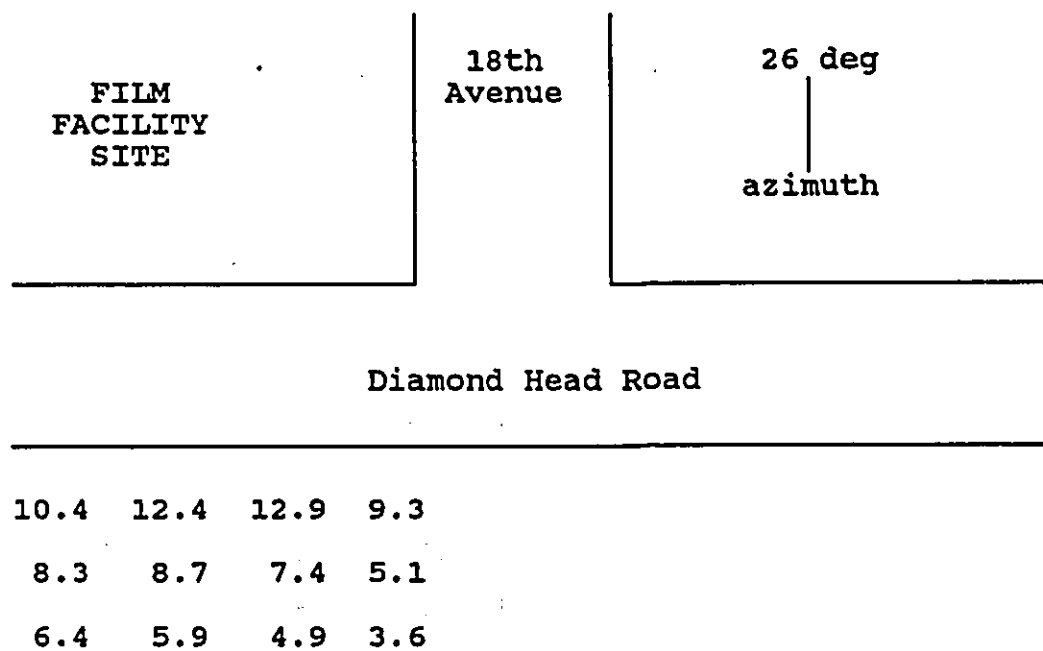 FILM
FACILITY
SITE
18th
Avenue
26 deg
azimuth
Diamond Head Road
10.4 12.4 12.9 9.3
8.3 8.7 7.4 5.1
6.4 5.9 4.9 3.6